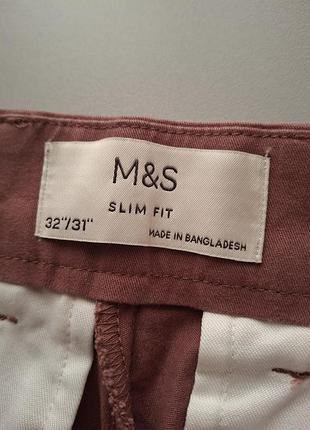 M&S
SLIM FIT
32"/31"
MADE IN BANGLADESH